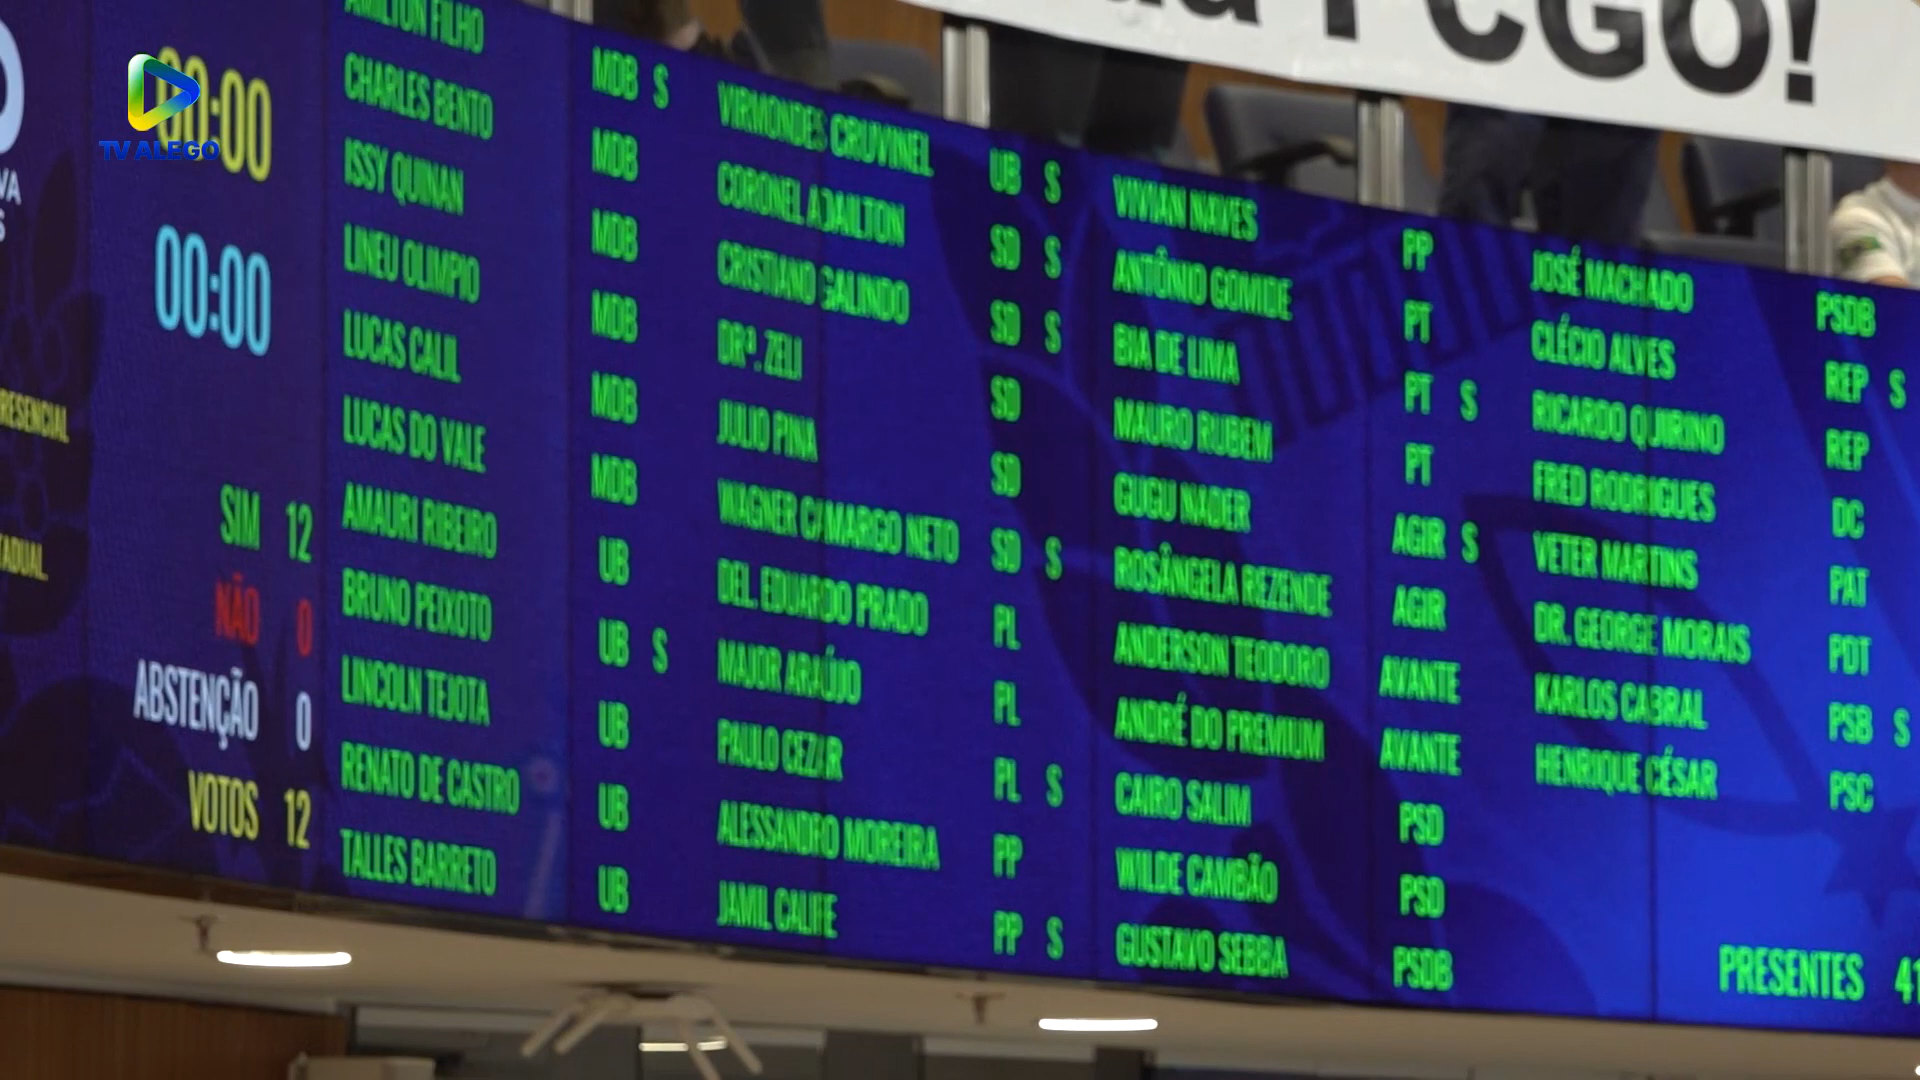 PCGO!
TV ALEGO
00:00
00:00
SIM 12
NÃO 0
ABSTENÇÃO 0
VOTOS 12
AMILTON FILHO MDB S
CHARLES BENTO MDB
ISSY QUINAN MDB
LINEU OLIMPIO MDB
LUCAS CALIL MDB
LUCAS DO VALE MDB
AMAURI RIBEIRO UB
BRUNO PEIXOTO UB S
LINCOLN TEJOTA UB
RENATO DE CASTRO UB
TALLES BARRETO UB
VIRMONDES CRUVINEL UB S
CORONEL ADAILTON SD S
CRISTIANO GALINDO SD S
DRª. ZELI SD
JULIO PINA SD
WAGNER CAMARGO NETO SD S
DEL. EDUARDO PRADO PL
MAJOR ARAÚJO PL
PAULO CEZAR PL S
ALESSANDRO MOREIRA PP
JAMIL CALIFE PP S
VIVIAN NAVES PP
ANTÔNIO GOMIDE PT
BIA DE LIMA PT S
MAURO RUBEM PT
GUGU NADER AGIR S
ROSÂNGELA REZENDE AGIR
ANDERSON TEODORO AVANTE
ANDRÉ DO PREMIUM AVANTE
CAIRO SALIM PSD
WILDE CAMBÃO PSD
GUSTAVO SEBBA PSDB
JOSÉ MACHADO PSDB
CLÉCIO ALVES REP S
RICARDO QUIRINO REP
FRED RODRIGUES DC
VETER MARTINS PAT
DR. GEORGE MORAIS PDT
KARLOS CABRAL PSB S
HENRIQUE CÉSAR PSC
PRESENTES 41